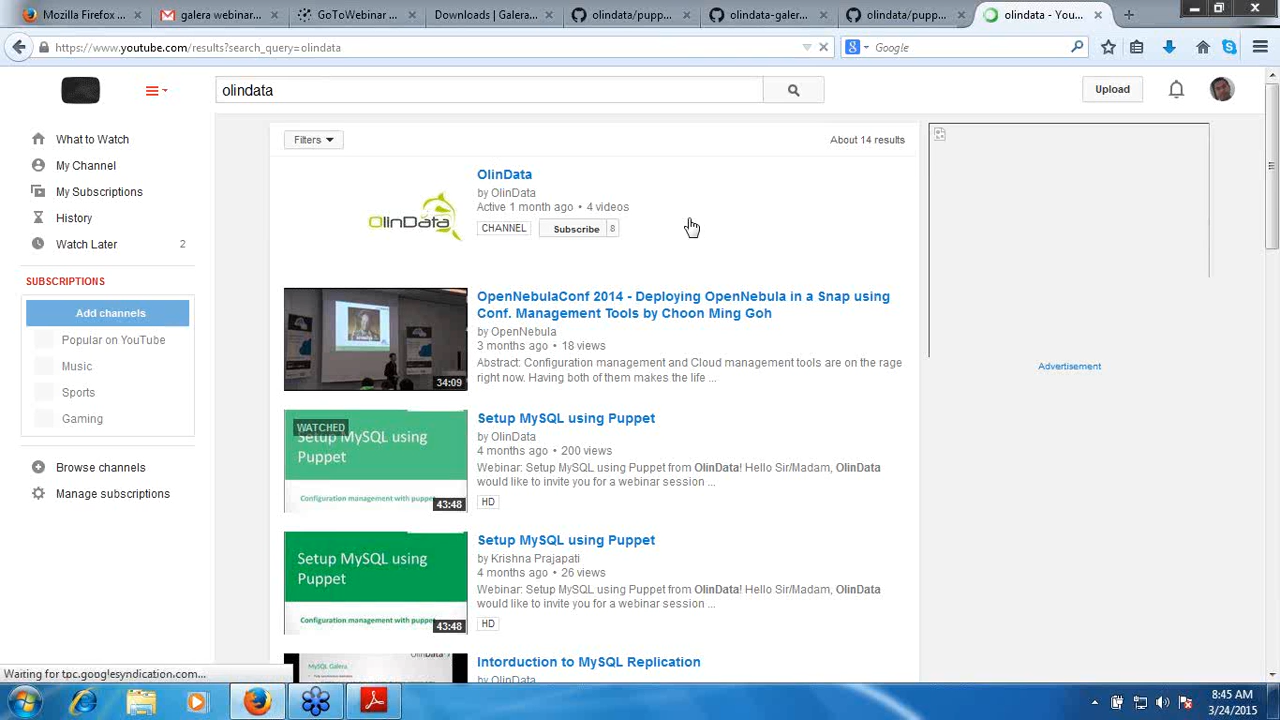 Mozilla Firefox ...
galera webinar -...
GotoWebinar : W...
Downloads | Olin...
olindata/puppet...
olindata-galera/...
olindata/puppet...
olindata - You...
https://www.youtube.com/results?search_query=olindata
Google
olindata
Upload
What to Watch
My Channel
My Subscriptions
History
Watch Later 2
SUBSCRIPTIONS
Add channels
Popular on YouTube
Music
Sports
Gaming
Browse channels
Manage subscriptions
Filters
About 14 results
OlinData
OlinData
by OlinData
Active 1 month ago • 4 videos
CHANNEL Subscribe 8
34:09
OpenNebulaConf 2014 - Deploying OpenNebula in a Snap using
Conf. Management Tools by Choon Ming Goh
by OpenNebula
3 months ago • 18 views
Abstract: Configuration management and Cloud management tools are on the rage
right now. Having both of them makes the life ...
WATCHED
Setup MySQL using
Puppet
Configuration management with puppet
43:48
Setup MySQL using Puppet
by OlinData
4 months ago • 200 views
Webinar: Setup MySQL using Puppet from OlinData! Hello Sir/Madam, OlinData
would like to invite you for a webinar session ...
HD
Setup MySQL using
Puppet
Configuration management with puppet
43:48
Setup MySQL using Puppet
by Krishna Prajapati
4 months ago • 26 views
Webinar: Setup MySQL using Puppet from OlinData! Hello Sir/Madam, OlinData
would like to invite you for a webinar session ...
HD
MySQL Galera
OlinData
Intorduction to MySQL Replication
by OlinData
Advertisement
Waiting for tpc.googlesyndication.com...
8:45 AM
3/24/2015